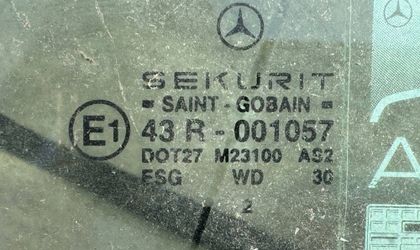 SEKURIT
SAINT - GOBAIN
E1 43 R - 001057
DOT27 M23100 AS2
ESG WD 30
2
A